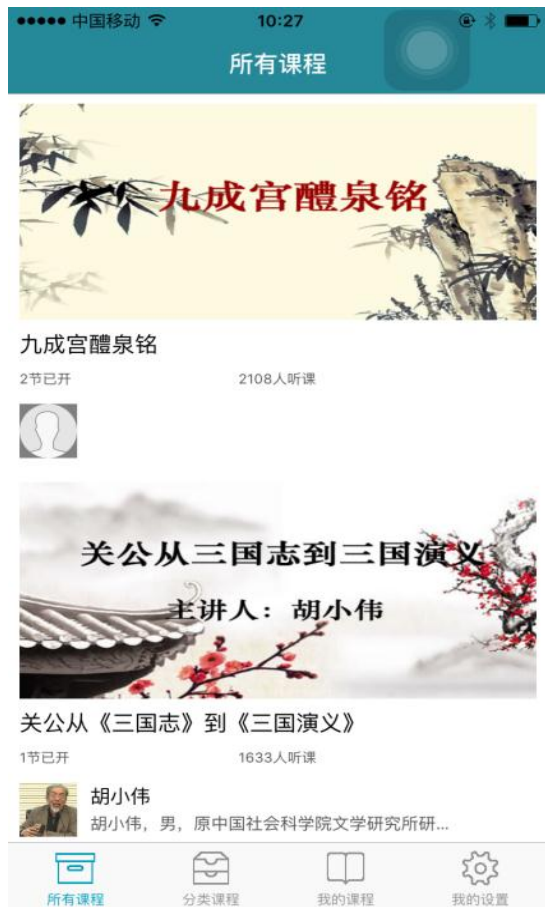 中国移动
10:27
所有课程
九成宫醴泉铭
九成宫醴泉铭
2节已开
2108人听课
关公从三国志到三国演义
主讲人：胡小伟
关公从《三国志》到《三国演义》
1节已开
1633人听课
胡小伟
胡小伟，男，原中国社会科学院文学研究所研...
所有课程
分类课程
我的课程
我的设置